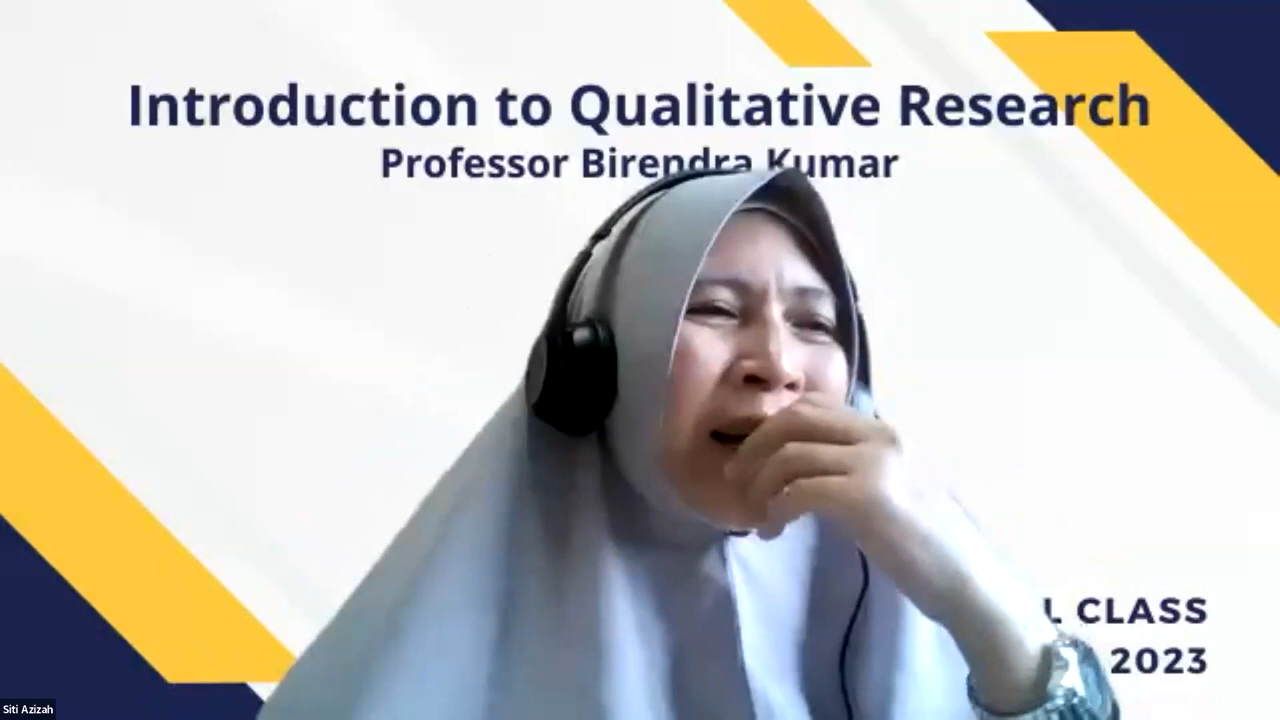 Introduction to Qualitative Research
Professor Birendra Kumar
CLASS
2023
Siti Azizah